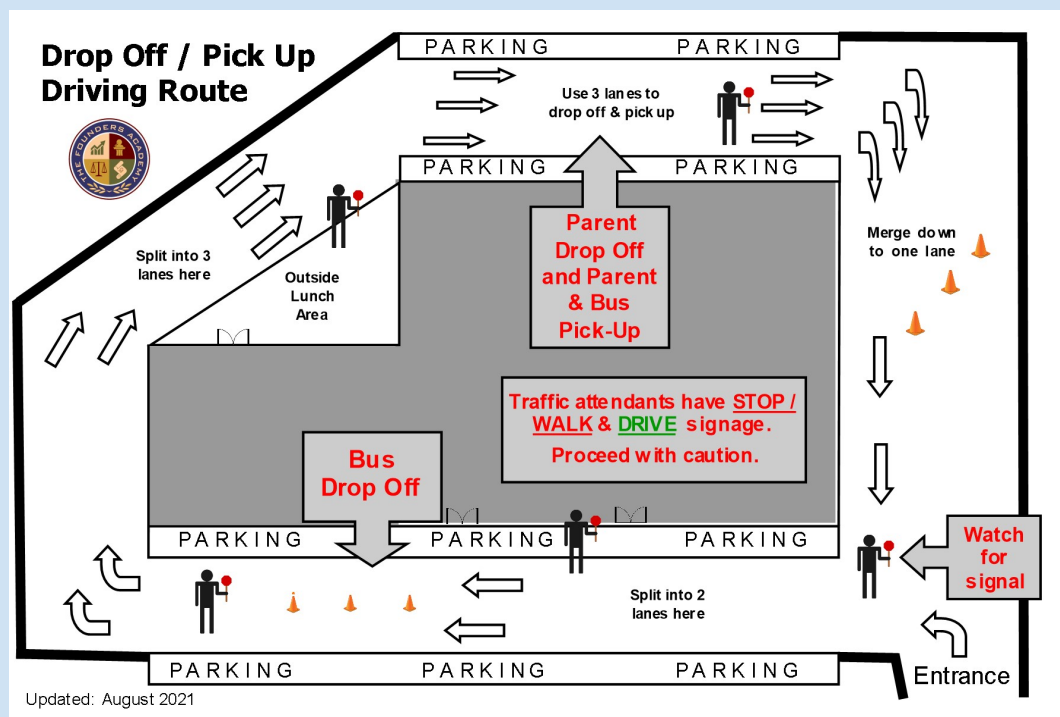 Drop Off / Pick Up
Driving Route
THE FOUNDERS ACADEMY
PARKING
PARKING
Use 3 lanes to
drop off & pick up
PARKING
PARKING
Split into 3
lanes here
Outside
Lunch
Area
Parent
Drop Off
and Parent
& Bus
Pick-Up
Merge down
to one lane
Traffic attendants have STOP /
WALK & DRIVE signage.
Proceed with caution.
Bus
Drop Off
PARKING
PARKING
PARKING
Watch
for
signal
Split into 2
lanes here
PARKING
PARKING
PARKING
Entrance
Updated: August 2021